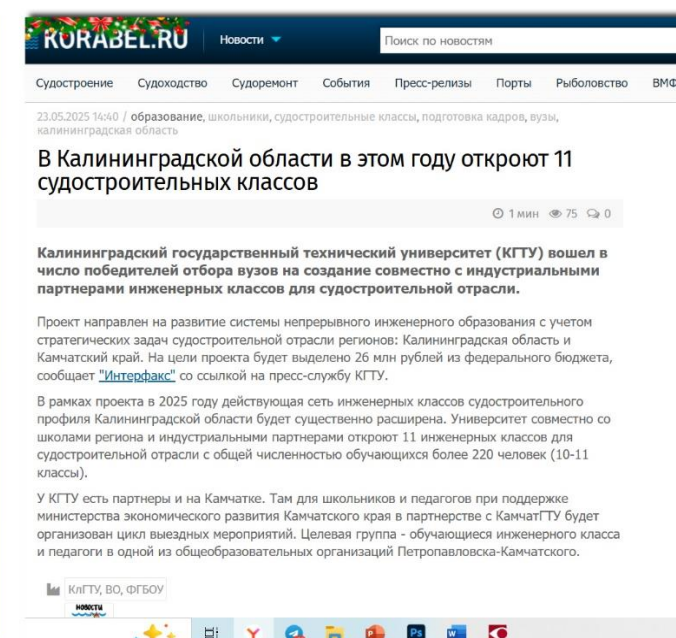 KORABEL.RU Новости Поиск по новостям
Судостроение Судоходство Судоремонт События Пресс-релизы Порты Рыболовство ВМФ
23.05.2025 14:40 / образование, школьники, судостроительные классы, подготовка кадров, вузы,
калининградская область
В Калининградской области в этом году откроют 11
судостроительных классов
1 мин 75 0
Калининградский государственный технический университет (КГТУ) вошел в
число победителей отбора вузов на создание совместно с индустриальными
партнерами инженерных классов для судостроительной отрасли.
Проект направлен на развитие системы непрерывного инженерного образования с учетом
стратегических задач судостроительной отрасли регионов: Калининградская область и
Камчатский край. На цели проекта будет выделено 26 млн рублей из федерального бюджета,
сообщает "Интерфакс" со ссылкой на пресс-службу КГТУ.
В рамках проекта в 2025 году действующая сеть инженерных классов судостроительного
профиля Калининградской области будет существенно расширена. Университет совместно со
школами региона и индустриальными партнерами откроют 11 инженерных классов для
судостроительной отрасли с общей численностью обучающихся более 220 человек (10-11
классы).
У КГТУ есть партнеры и на Камчатке. Там для школьников и педагогов при поддержке
министерства экономического развития Камчатского края в партнерстве с КамчатГТУ будет
организован цикл выездных мероприятий. Целевая группа - обучающиеся инженерного класса
и педагоги в одной из общеобразовательных организаций Петропавловска-Камчатского.
КлГТУ, ВО, ФГБОУ
НОВОСТИ